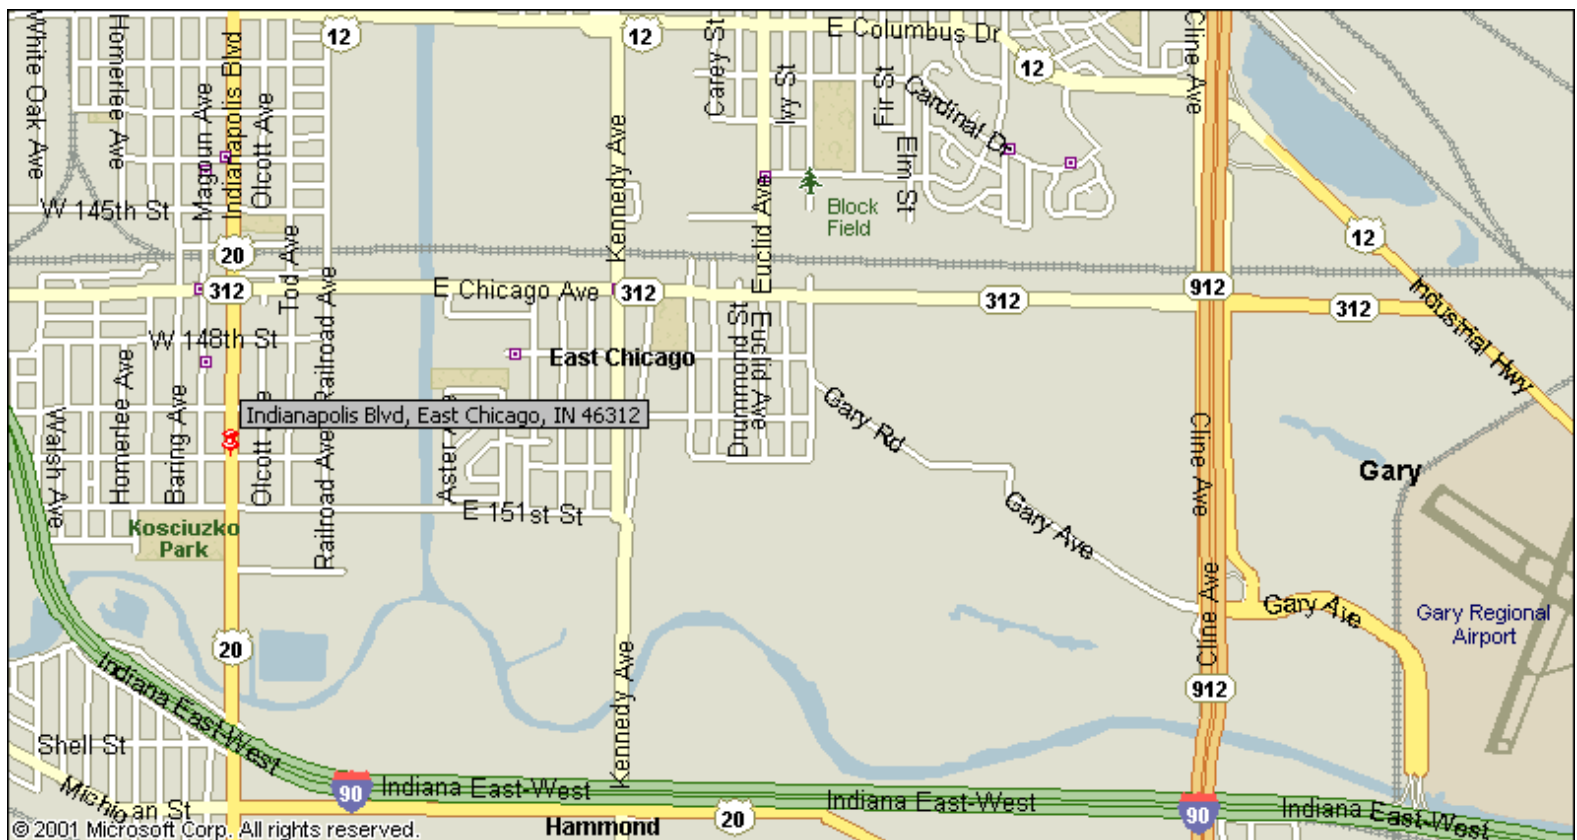 12
12
E Columbus Dr
12
White Oak Ave
Homerlee Ave
Magoun Ave
Indianapolis Blvd
Olcott Ave
Kennedy Ave
Carey St
Ivy St
Fir St
Cardinal Dr
Elm St
Cline Ave
W 145th St
Block
Field
12
20
Tod Ave
Railroad Ave
Euclid Ave
912
312
E Chicago Ave
312
312
312
Industrial Hwy
W 148th St
East Chicago
Drummond St
Euclid Ave
Walsh Ave
Homerlee Ave
Baring Ave
Indianapolis Blvd, East Chicago, IN 46312
Olcott Ave
Railroad Ave
Aster Ave
Gary Rd
Cline Ave
Gary
E 151st St
Gary Ave
Kosciuzko
Park
Cline Ave
Gary Ave
Gary Regional
Airport
20
Kennedy Ave
912
Indiana East-West
Shell St
Michigan St
90
Indiana East-West
Indiana East-West
90
Indiana East-West
20
Hammond
© 2001 Microsoft Corp. All rights reserved.